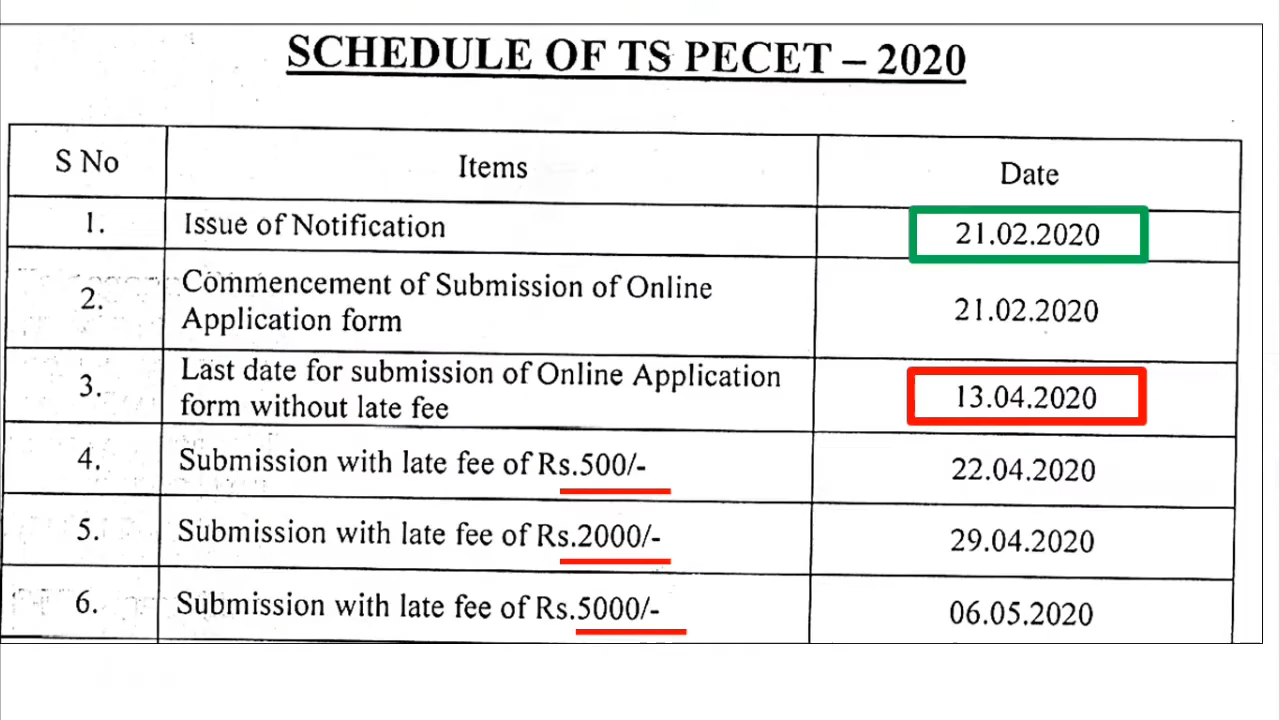 SCHEDULE OF TS PECET – 2020
S No Items Date
1. Issue of Notification 21.02.2020
2. Commencement of Submission of Online
Application form 21.02.2020
3. Last date for submission of Online Application
form without late fee 13.04.2020
4. Submission with late fee of Rs.500/- 22.04.2020
5. Submission with late fee of Rs.2000/- 29.04.2020
6. Submission with late fee of Rs.5000/- 06.05.2020